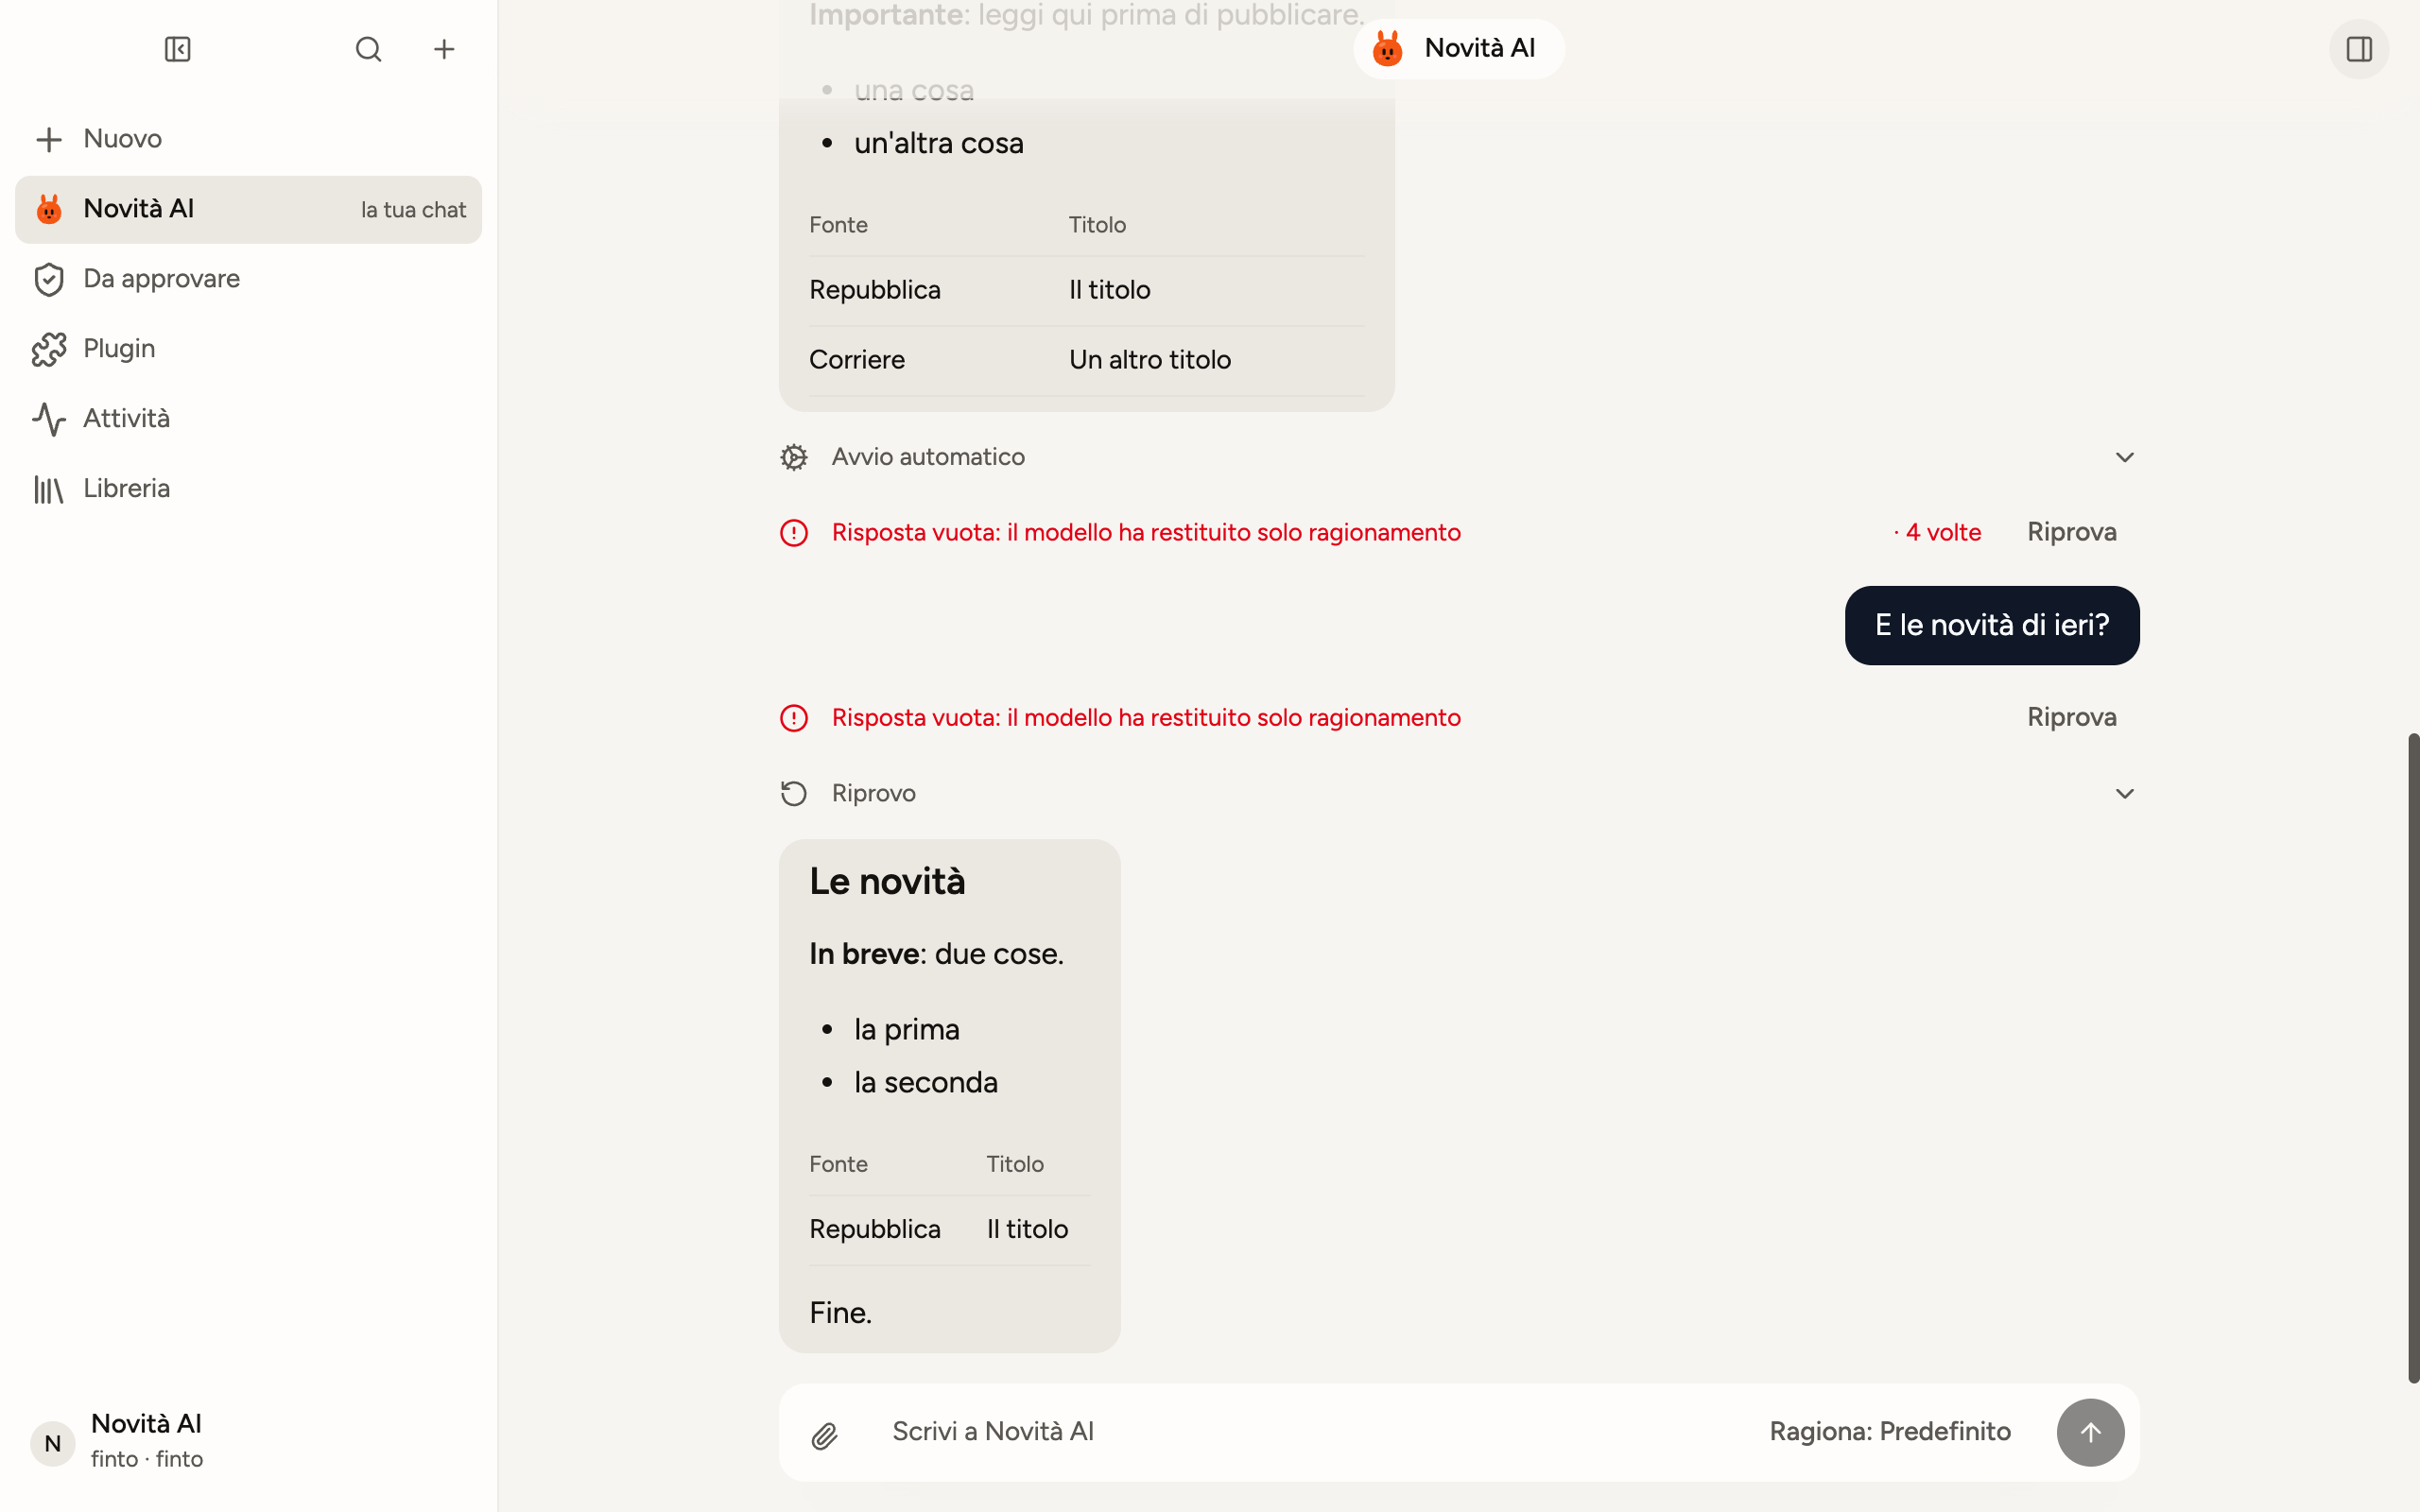 Nuovo
Novità AI
la tua chat
Da approvare
Plugin
Attività
Libreria
Novità AI
N
finto · finto
Novità AI
Importante: leggi qui prima di pubblicare.
una cosa
un'altra cosa
Fonte Titolo
Repubblica Il titolo
Corriere Un altro titolo
Avvio automatico
Risposta vuota: il modello ha restituito solo ragionamento · 4 volte Riprova
E le novità di ieri?
Risposta vuota: il modello ha restituito solo ragionamento Riprova
Riprovo
Le novità
In breve: due cose.
la prima
la seconda
Fonte Titolo
Repubblica Il titolo
Fine.
Scrivi a Novità AI Ragiona: Predefinito